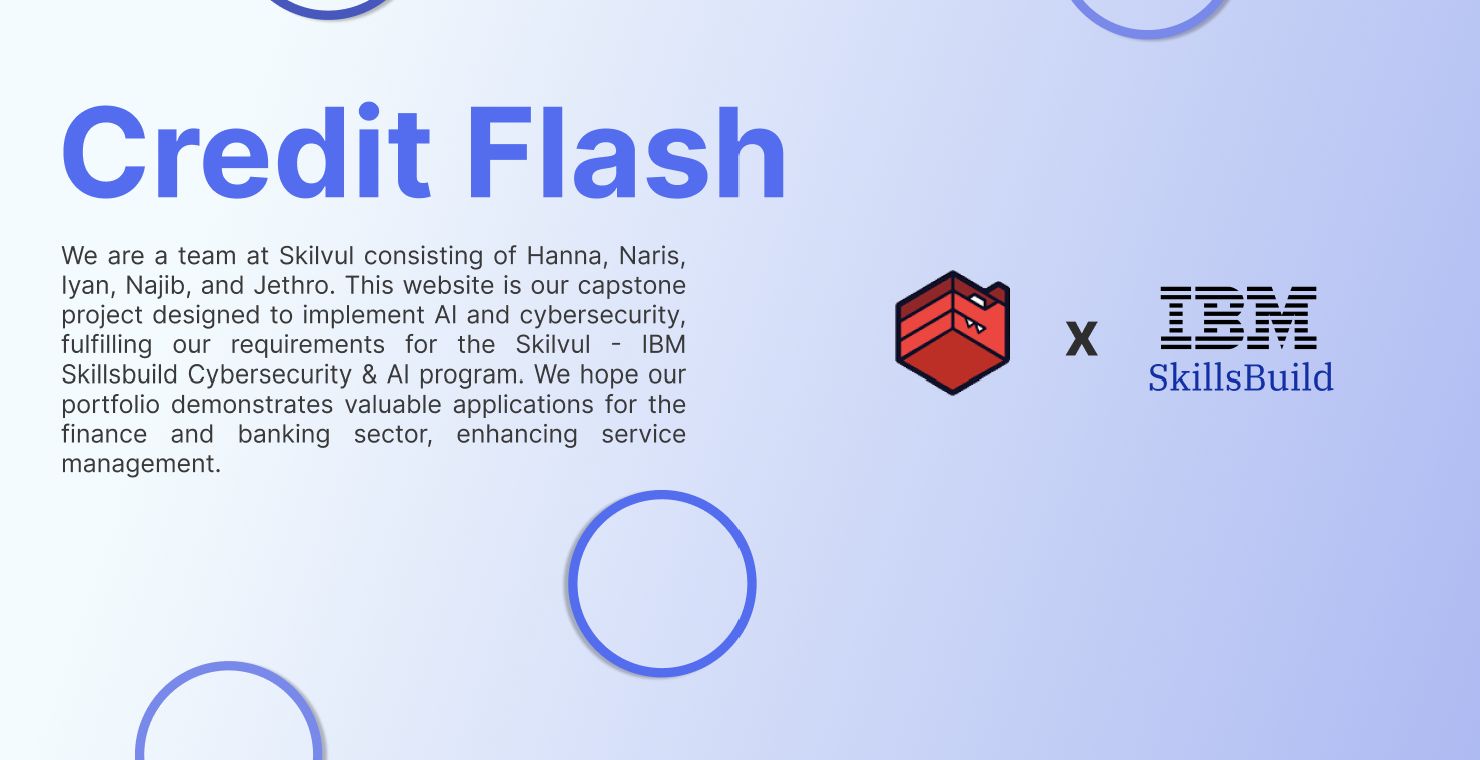 Credit Flash
We are a team at Skilvul consisting of Hanna, Naris,
Iyan, Najib, and Jethro. This website is our capstone
project designed to implement AI and cybersecurity,
fulfilling our requirements for the Skilvul - IBM
Skillsbuild Cybersecurity & AI program. We hope our
portfolio demonstrates valuable applications for the
finance and banking sector, enhancing service
management.
x
IBM
SkillsBuild